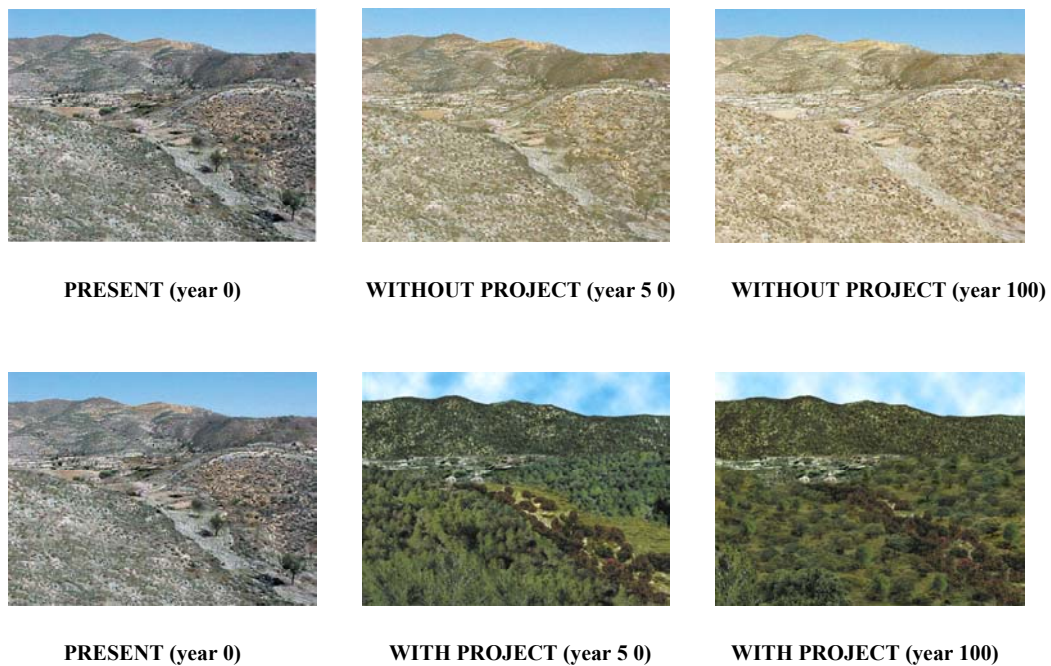 PRESENT (year 0)
WITHOUT PROJECT (year 5 0)
WITHOUT PROJECT (year 100)
PRESENT (year 0)
WITH PROJECT (year 5 0)
WITH PROJECT (year 100)